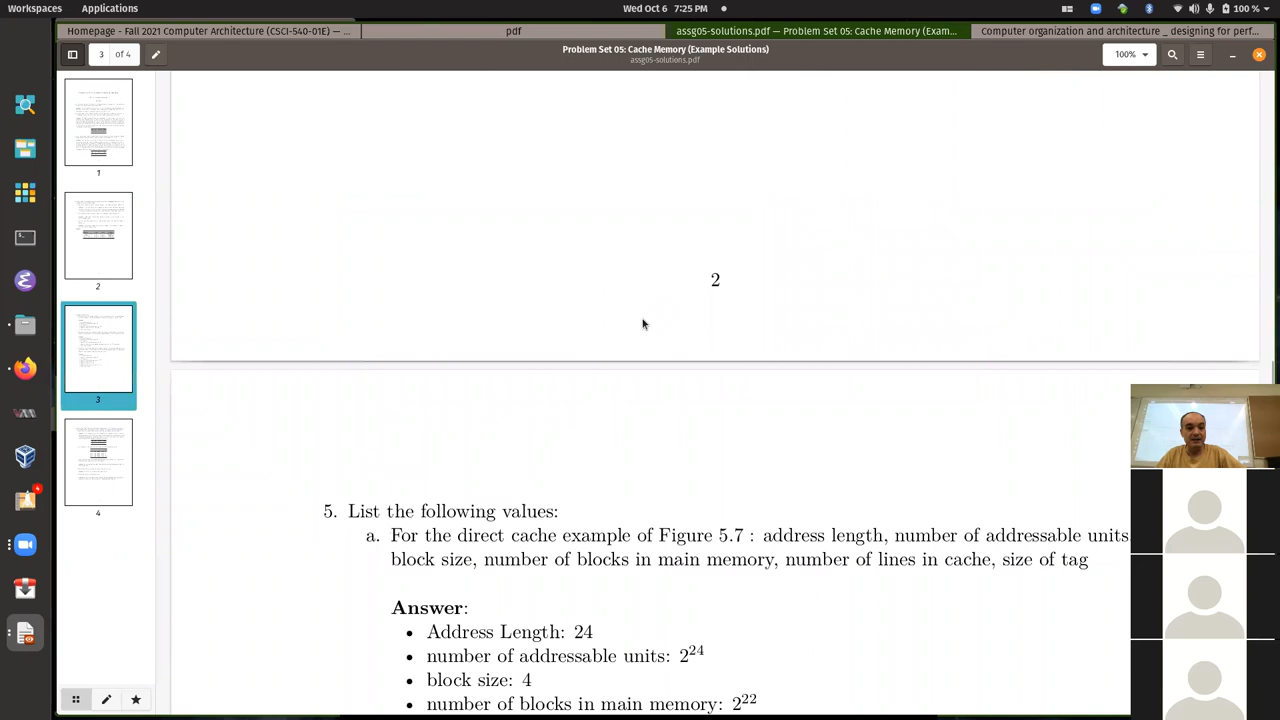 Workspaces Applications Wed Oct 6 7:25 PM 100 %
Homepage - Fall 2021 Computer Architecture (CSCI-540-01E) — ... pdf assg05-solutions.pdf — Problem Set 05: Cache Memory (Exam... Computer organization and architecture _ designing for perf...
3 of 4 Problem Set 05: Cache Memory (Example Solutions) 100%
assg05-solutions.pdf
1
2
3
4
4
2
5. List the following values:
a. For the direct cache example of Figure 5.7 : address length, number of addressable units
block size, number of blocks in main memory, number of lines in cache, size of tag
Answer:
• Address Length: 24
• number of addressable units: 2^24
• block size: 4
• number of blocks in main memory: 2^22